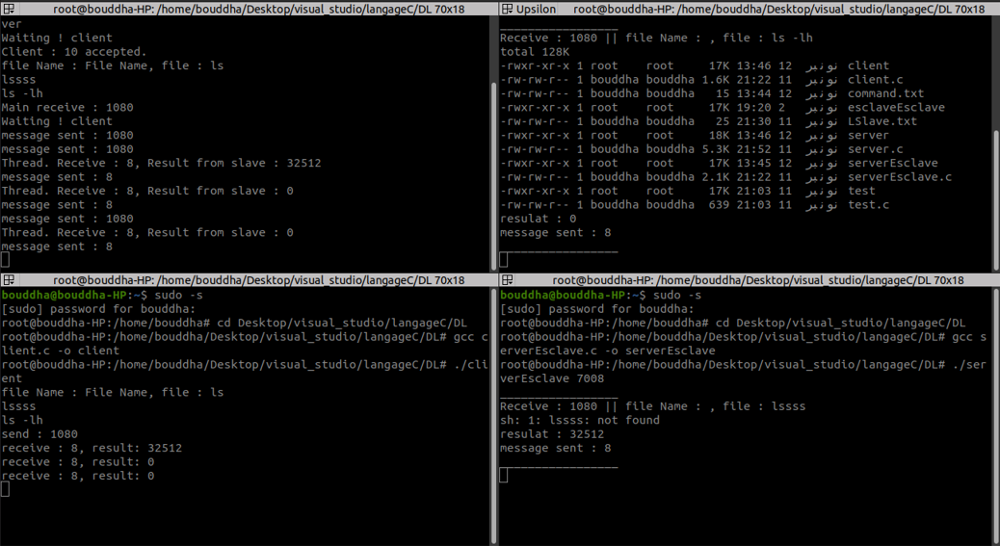 root@bouddha-HP: /home/bouddha/Desktop/visual_studio/langageC/DL 70x18
ver
Waiting ! client
Client : 10 accepted.
file Name : File Name, file : ls
lssss
ls -lh
Main receive : 1080
Waiting ! client
message sent : 1080
message sent : 1080
Thread. Receive : 8, Result from slave : 32512
message sent : 8
Thread. Receive : 8, Result from slave : 0
message sent : 8
message sent : 1080
Thread. Receive : 8, Result from slave : 0
message sent : 8
Upsilon root@bouddha-HP: /home/bouddha/Desktop/visual_studio/langageC/DL 70x18
_________________
Receive : 1080 || file Name : , file : ls -lh
total 128K
-rwxr-xr-x 1 root    root     17K 13:46 12  نونبر client
-rw-rw-r-- 1 bouddha bouddha 1.6K 21:22 11  نونبر client.c
-rw-rw-r-- 1 bouddha bouddha   15 13:44 12  نونبر command.txt
-rwxr-xr-x 1 root    root     17K 19:20 2   نونبر esclaveEsclave
-rw-rw-r-- 1 bouddha bouddha   25 21:30 11  نونبر LSlave.txt
-rwxr-xr-x 1 root    root     18K 13:46 12  نونبر server
-rw-rw-r-- 1 bouddha bouddha 5.3K 21:52 11  نونبر server.c
-rwxr-xr-x 1 root    root     17K 13:45 12  نونبر serverEsclave
-rw-rw-r-- 1 bouddha bouddha 2.1K 21:22 11  نونبر serverEsclave.c
-rwxr-xr-x 1 root    root     17K 21:03 11  نونبر test
-rw-rw-r-- 1 bouddha bouddha  639 21:03 11  نونبر test.c
resulat : 0
message sent : 8
_________________
root@bouddha-HP: /home/bouddha/Desktop/visual_studio/langageC/DL 70x18
bouddha@bouddha-HP:~$ sudo -s
[sudo] password for bouddha:
root@bouddha-HP:/home/bouddha# cd Desktop/visual_studio/langageC/DL
root@bouddha-HP:/home/bouddha/Desktop/visual_studio/langageC/DL# gcc c
lient.c -o client
root@bouddha-HP:/home/bouddha/Desktop/visual_studio/langageC/DL# ./cli
ent
file Name : File Name, file : ls
lssss
ls -lh
send : 1080
receive : 8, result: 32512
receive : 8, result: 0
receive : 8, result: 0
root@bouddha-HP: /home/bouddha/Desktop/visual_studio/langageC/DL 70x18
bouddha@bouddha-HP:~$ sudo -s
[sudo] password for bouddha:
root@bouddha-HP:/home/bouddha# cd Desktop/visual_studio/langageC/DL
root@bouddha-HP:/home/bouddha/Desktop/visual_studio/langageC/DL# gcc s
erverEsclave.c -o serverEsclave
root@bouddha-HP:/home/bouddha/Desktop/visual_studio/langageC/DL# ./ser
verEsclave 7008
_________________
Receive : 1080 || file Name : , file : lssss
sh: 1: lssss: not found
resulat : 32512
message sent : 8
_________________